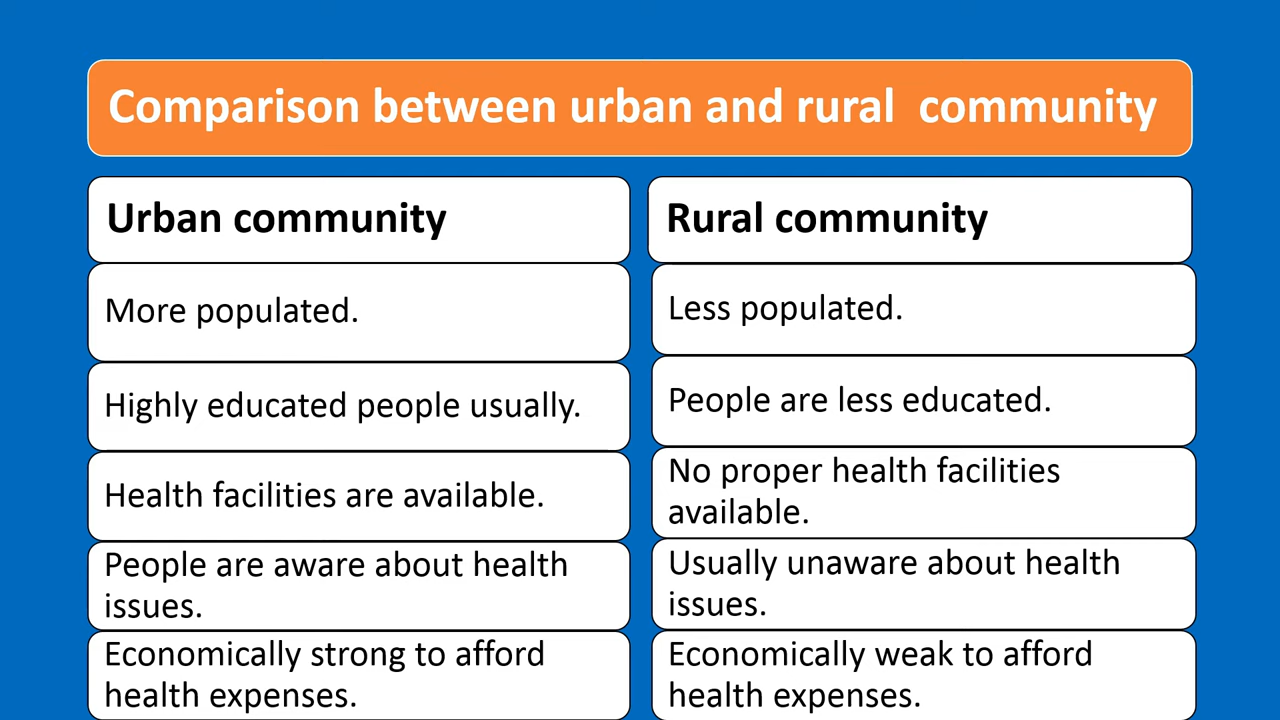 Comparison between urban and rural  community
Urban community
Rural community
More populated.
Less populated.
Highly educated people usually.
People are less educated.
Health facilities are available.
No proper health facilities
available.
People are aware about health
issues.
Usually unaware about health
issues.
Economically strong to afford
health expenses.
Economically weak to afford
health expenses.